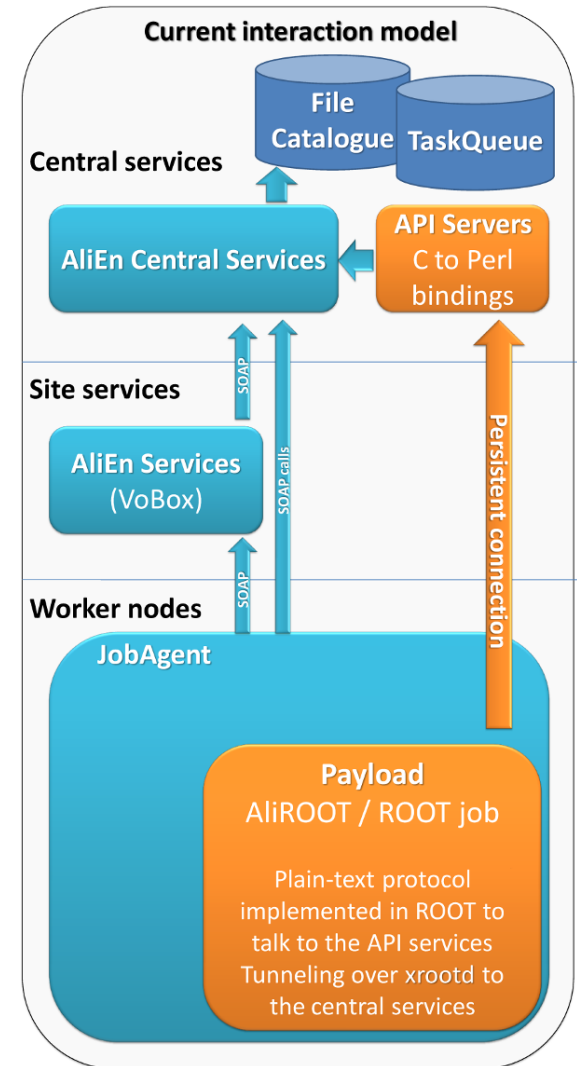 Current interaction model
File
Catalogue
TaskQueue
Central services
AliEn Central Services
API Servers
C to Perl
bindings
SOAP
SOAP calls
Persistent connection
Site services
AliEn Services
(VoBox)
SOAP
Worker nodes
JobAgent
Payload
AliROOT / ROOT job
Plain-text protocol
implemented in ROOT to
talk to the API services
Tunneling over xrootd to
the central services